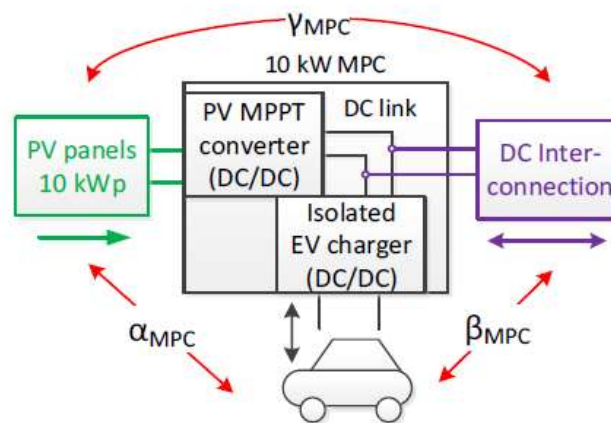 γMPC
10 kW MPC
PV MPPT
converter
(DC/DC)
DC link
PV panels
10 kWp
DC Inter-
connection
Isolated
EV charger
(DC/DC)
αMPC
βMPC